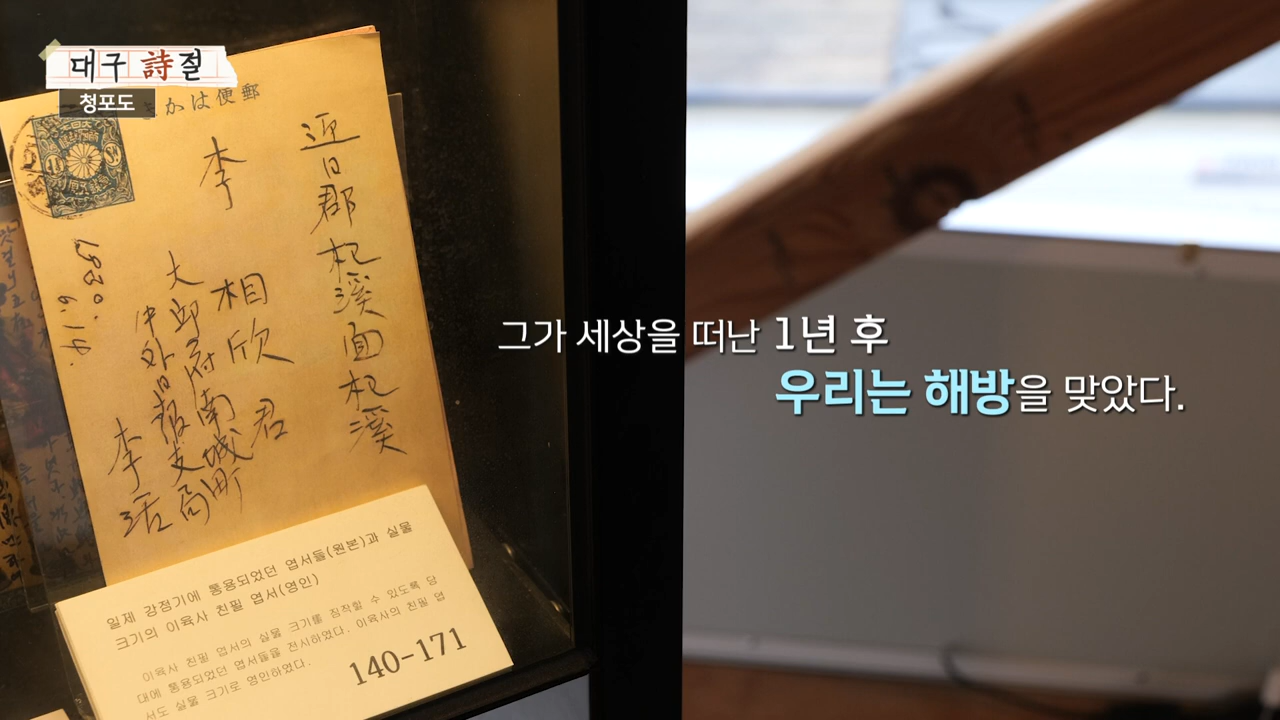 대구 詩절
청포도
きかは便郵
近日郡杞溪面杞溪
李
相欣 君
大邱府南城町
中外日報支局
李活
1930. 6. 14.
그가 세상을 떠난 1년 후
우리는 해방을 맞았다.
일제 강점기에 통용되었던 엽서들(원본)과 실물
크기의 이육사 친필 엽서(영인)
이육사 친필 엽서의 실물 크기를 짐작할 수 있도록 당
대에 통용되었던 엽서들을 전시하였다. 이육사의 친필 엽
서도 실물 크기로 영인하였다.
140-171